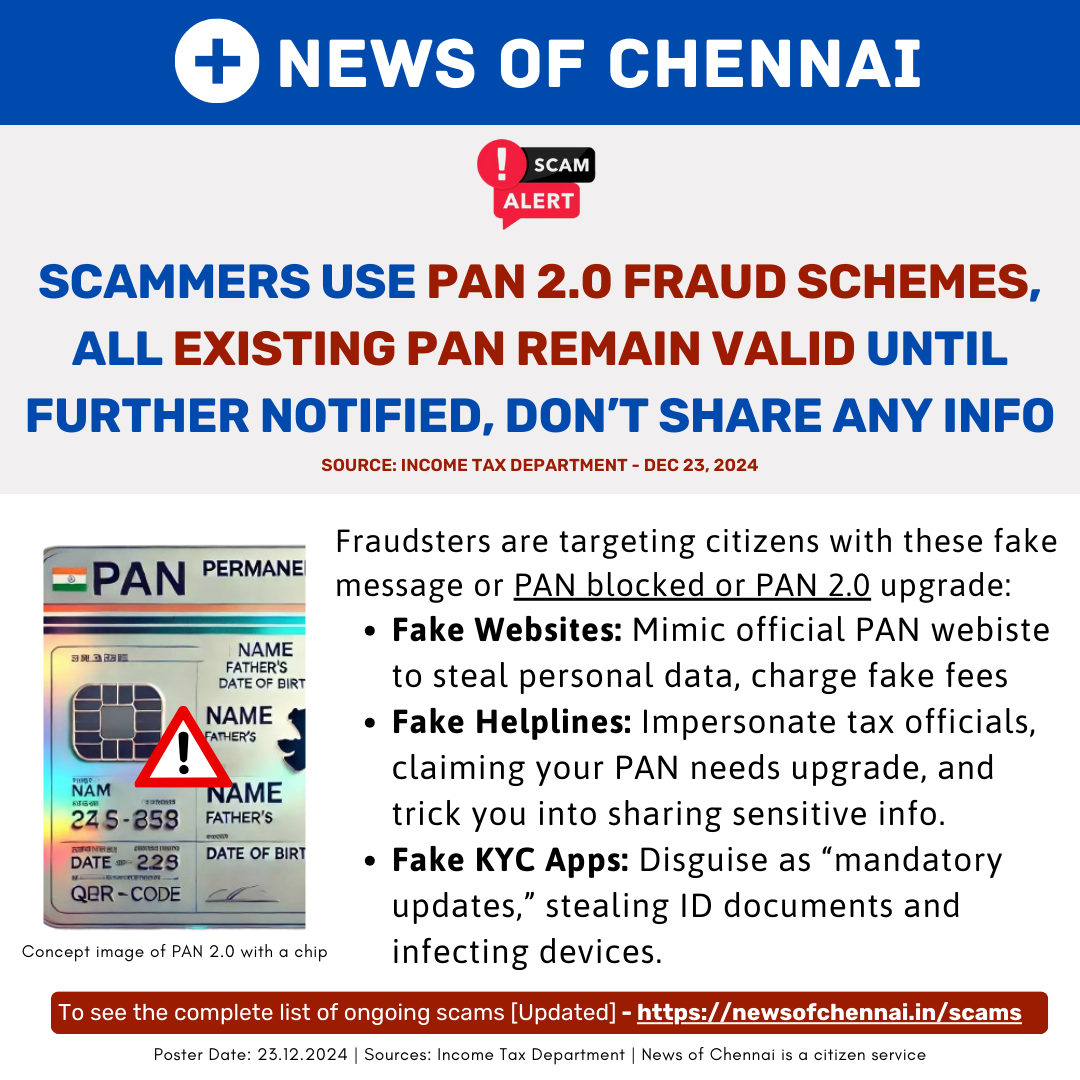 NEWS OF CHENNAI
SCAM
ALERT
SCAMMERS USE PAN 2.0 FRAUD SCHEMES,
ALL EXISTING PAN REMAIN VALID UNTIL
FURTHER NOTIFIED, DON'T SHARE ANY INFO
SOURCE: INCOME TAX DEPARTMENT - DEC 23, 2024
PAN PERMANE
NAME
FATHER'S
DATE OF BIRT
NAME
FATHER'S
NAM
245-858
NAME
FATHER'S
DATE 228
DATE OF BIRT
QBR-CODE
Concept image of PAN 2.0 with a chip
Fraudsters are targeting citizens with these fake
message or PAN blocked or PAN 2.0 upgrade:
• Fake Websites: Mimic official PAN webiste
to steal personal data, charge fake fees
• Fake Helplines: Impersonate tax officials,
claiming your PAN needs upgrade, and
trick you into sharing sensitive info.
• Fake KYC Apps: Disguise as “mandatory
updates,” stealing ID documents and
infecting devices.
To see the complete list of ongoing scams [Updated] - https://newsofchennai.in/scams
Poster Date: 23.12.2024 | Sources: Income Tax Department | News of Chennai is a citizen service